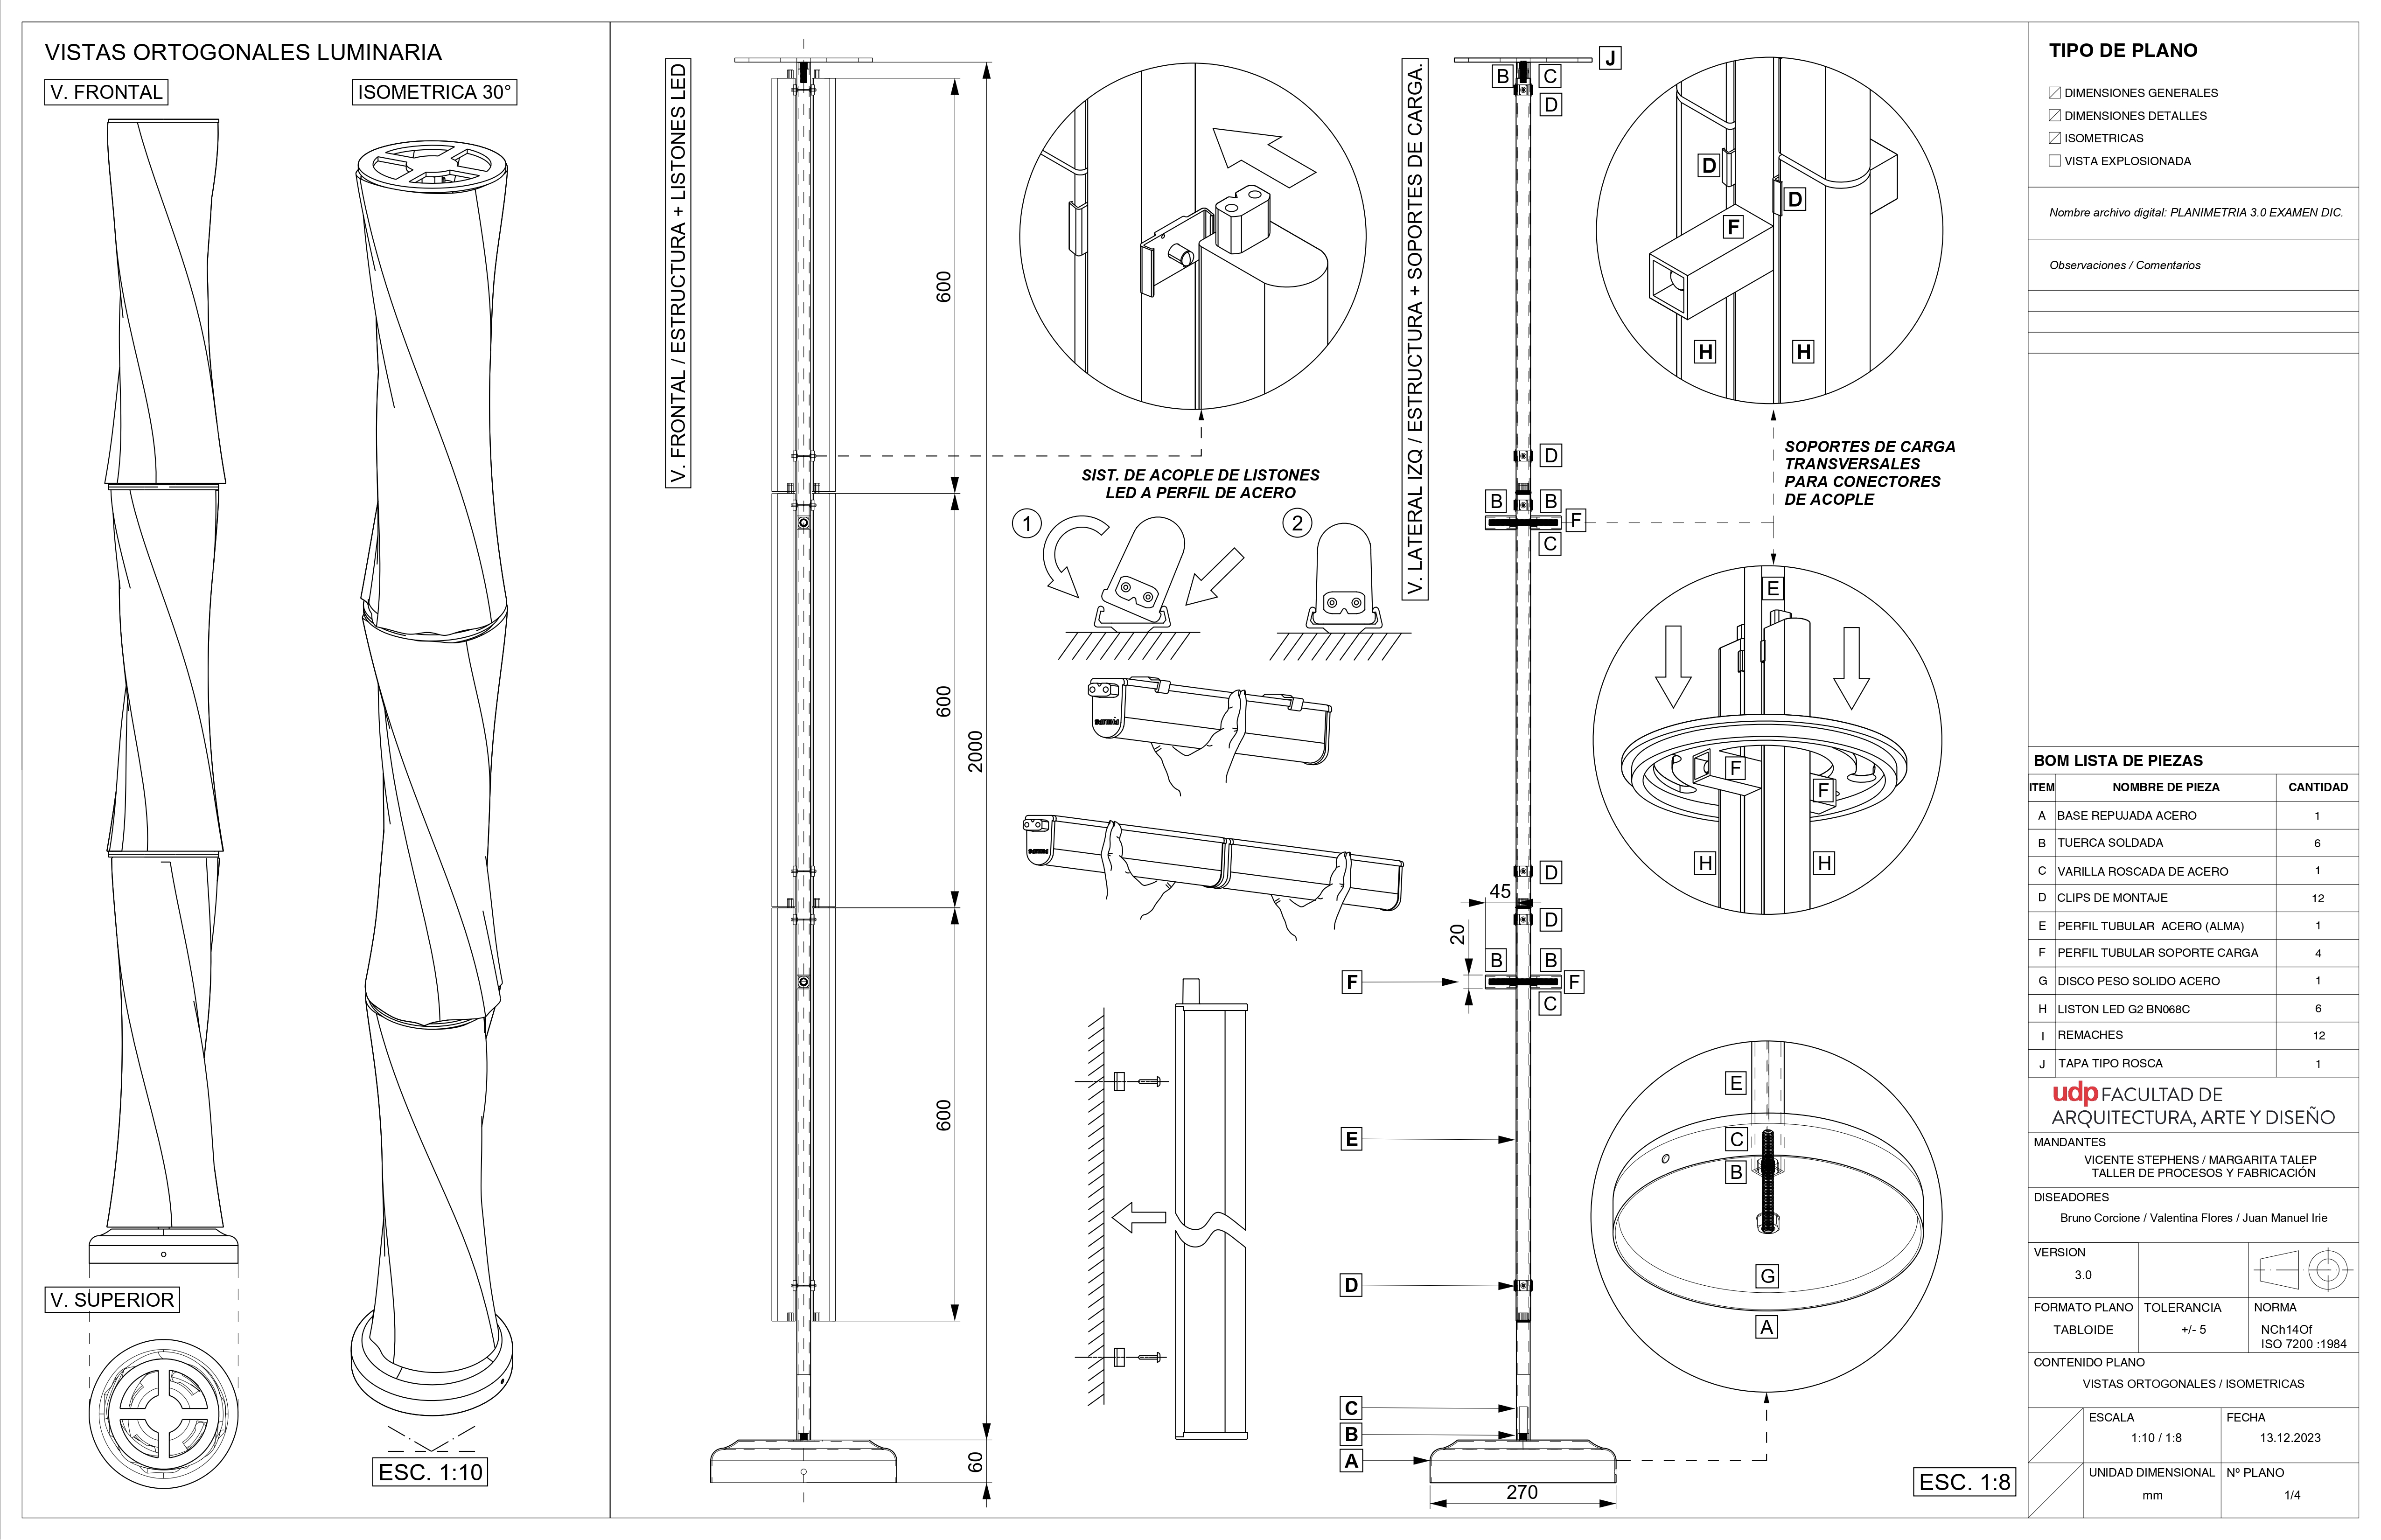 VISTAS ORTOGONALES LUMINARIA
V. FRONTAL
ISOMETRICA 30°
V. SUPERIOR
ESC. 1:10
V. FRONTAL / ESTRUCTURA + LISTONES LED
600
600
600
2000
60
SIST. DE ACOPLE DE LISTONES
LED A PERFIL DE ACERO
1
2
PHILIPS
PHILIPS
V. LATERAL IZQ / ESTRUCTURA + SOPORTES DE CARGA.
J
B
C
D
D
B
B
F
C
D
45
D
20
B
B
F
F
C
E
D
C
B
A
270
D
D
F
H
H
SOPORTES DE CARGA
TRANSVERSALES
PARA CONECTORES
DE ACOPLE
E
F
F
H
H
E
C
B
G
A
ESC. 1:8
TIPO DE PLANO
DIMENSIONES GENERALES
DIMENSIONES DETALLES
ISOMETRICAS
VISTA EXPLOSIONADA
Nombre archivo digital: PLANIMETRIA 3.0 EXAMEN DIC.
Observaciones / Comentarios
BOM LISTA DE PIEZAS
ITEM NOMBRE DE PIEZA CANTIDAD
A BASE REPUJADA ACERO 1
B TUERCA SOLDADA 6
C VARILLA ROSCADA DE ACERO 1
D CLIPS DE MONTAJE 12
E PERFIL TUBULAR ACERO (ALMA) 1
F PERFIL TUBULAR SOPORTE CARGA 4
G DISCO PESO SOLIDO ACERO 1
H LISTON LED G2 BN068C 6
I REMACHES 12
J TAPA TIPO ROSCA 1
udp FACULTAD DE
ARQUITECTURA, ARTE Y DISEÑO
MANDANTES
VICENTE STEPHENS / MARGARITA TALEP
TALLER DE PROCESOS Y FABRICACIÓN
DISEADORES
Bruno Corcione / Valentina Flores / Juan Manuel Irie
VERSION
3.0
FORMATO PLANO TOLERANCIA NORMA
TABLOIDE +/- 5 NCh14Of
ISO 7200 :1984
CONTENIDO PLANO
VISTAS ORTOGONALES / ISOMETRICAS
ESCALA FECHA
1:10 / 1:8 13.12.2023
UNIDAD DIMENSIONAL Nº PLANO
mm 1/4